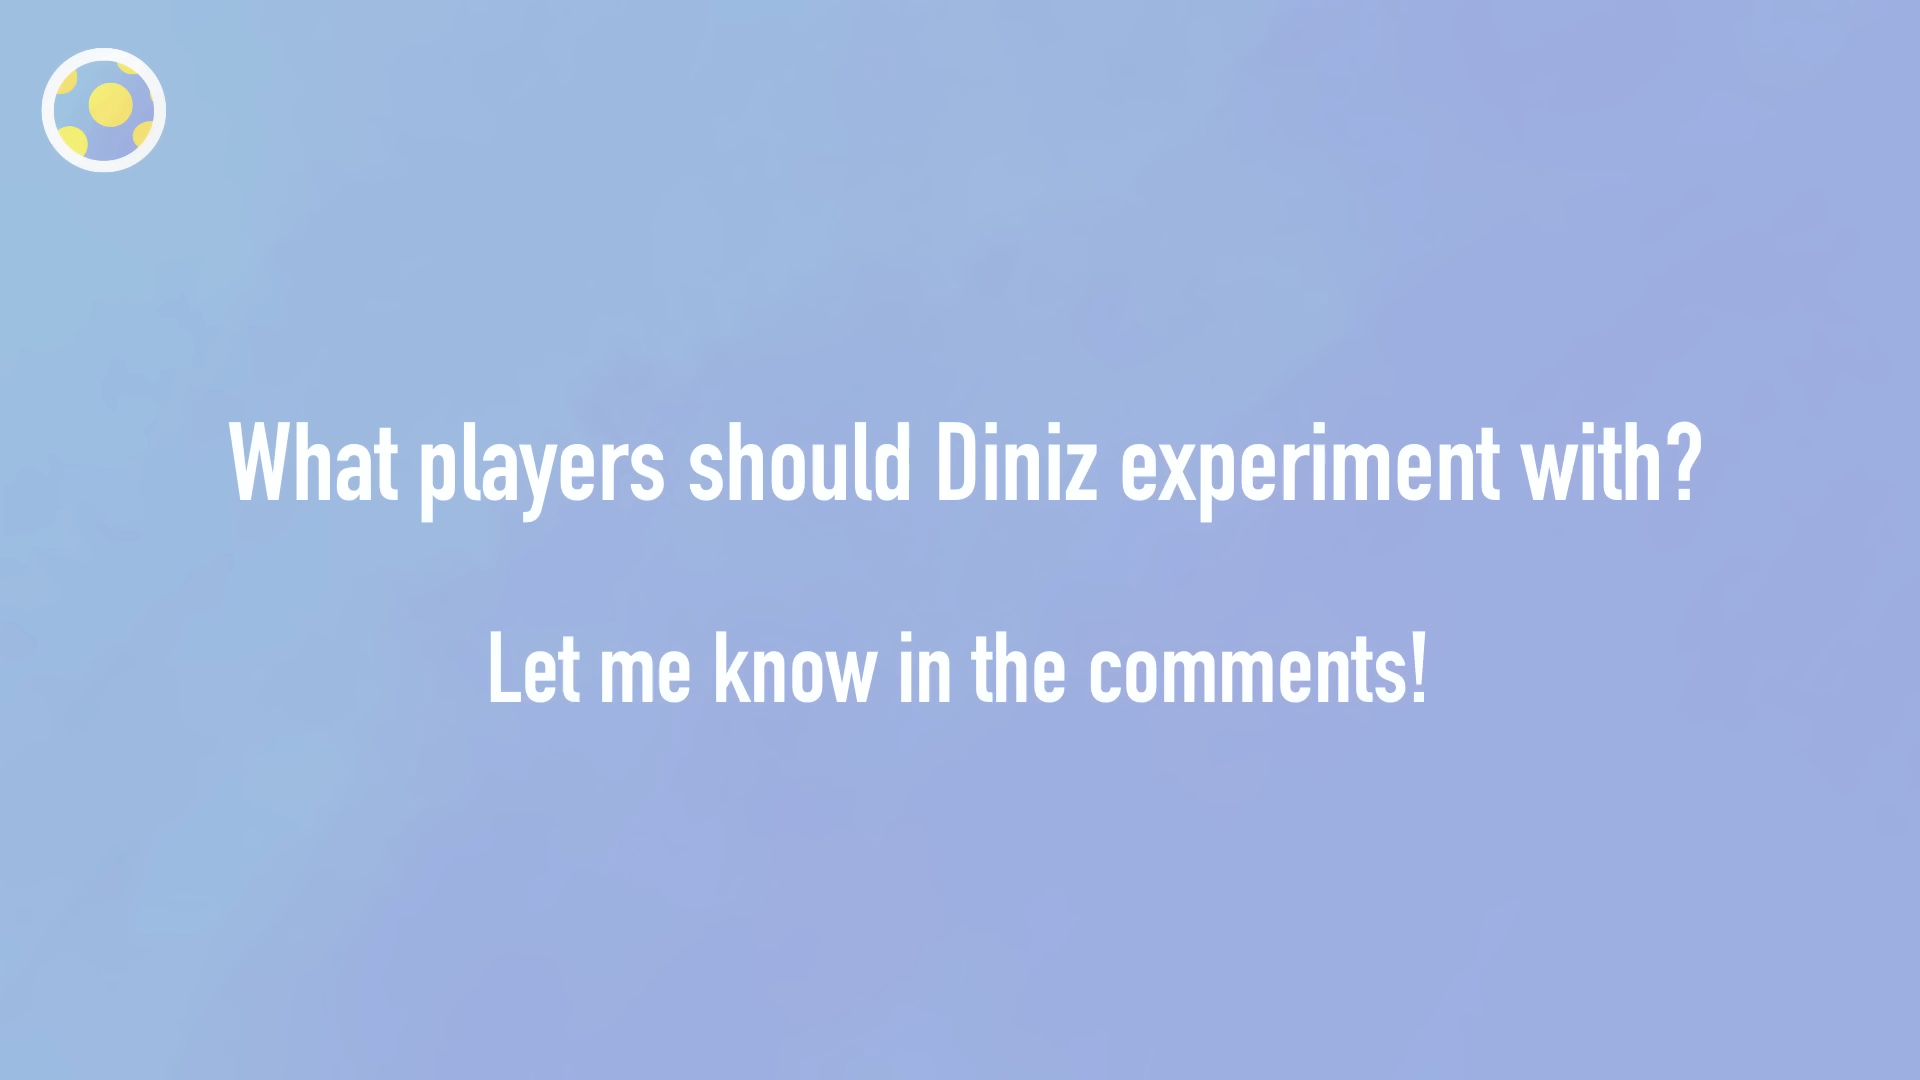 What players should Diniz experiment with?
Let me know in the comments!